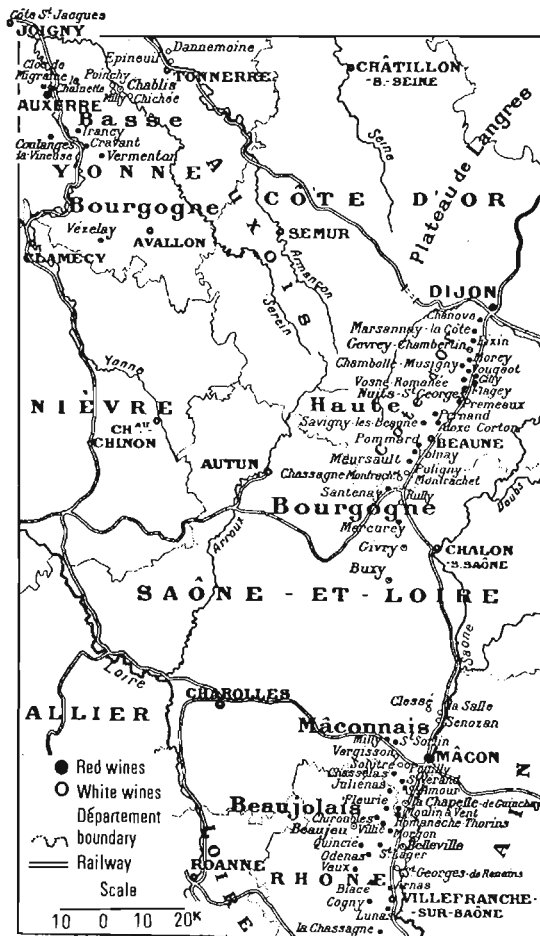 Côte St Jacques
JOIGNY
Dannemoine
Epineuil
TONNERRE
CHÂTILLON
-S.-SEINE
Clos de
Migraine la
Chaînette
Poinchy
Chablis
Milly
Chichée
AUXERRE
Basse
Irancy
Coulanges
la-Vineuse
Cravant
Vermenton
YONNE
AUXOIS
Seine
Plateau de Langres
CÔTE D'OR
Bourgogne
Vézelay
AVALLON
SEMUR
CLAMECY
Armançon
Serein
DIJON
Chenove
Marsannay-la-Côte
Fixin
Gevrey-Chambertin
Morey
Chambolle-Musigny
Vougeot
Gilly
Vosne-Romanée
Flagey
Nuits-St-Georges
Premeaux
Côte d'Or
Yonne
NIÈVRE
CHAU
CHINON
Haute
Pernand
Savigny-les-Beaune
Aloxe Corton
Pommard
BEAUNE
Volnay
Meursault
Puligny
Chassagne-Montrachet
Montrachet
AUTUN
Santenay
Rully
Doubs
Bourgogne
Mercurey
Arroux
Givry
CHALON
-S.-SAÔNE
Buxy
SAÔNE-ET-LOIRE
Saône
Loire
CHAROLLES
Clessé
la Salle
Senozan
ALLIER
Mâconnais
Milly
St Sorlin
Vergisson
MÂCON
Solutré
Pouilly
Chasselas
St Vérand
Juliénas
St Amour
AIN
Beaujolais
Fleurie
la Chapelle-de-Guinchay
Moulin à Vent
Chiroubles
Romanèche-Thorins
Beaujeu
Villié
Morgon
Quincié
Belleville
Odenas
St Lager
ROANNE
LOIRE
Vaux
St Georges-de-Reneins
RHONE
Arnas
Blacé
Cogny
VILLEFRANCHE
-SUR-SAÔNE
Lunas
la Chassagne
Red wines
White wines
Département
boundary
Railway
Scale
10 0 10 20K